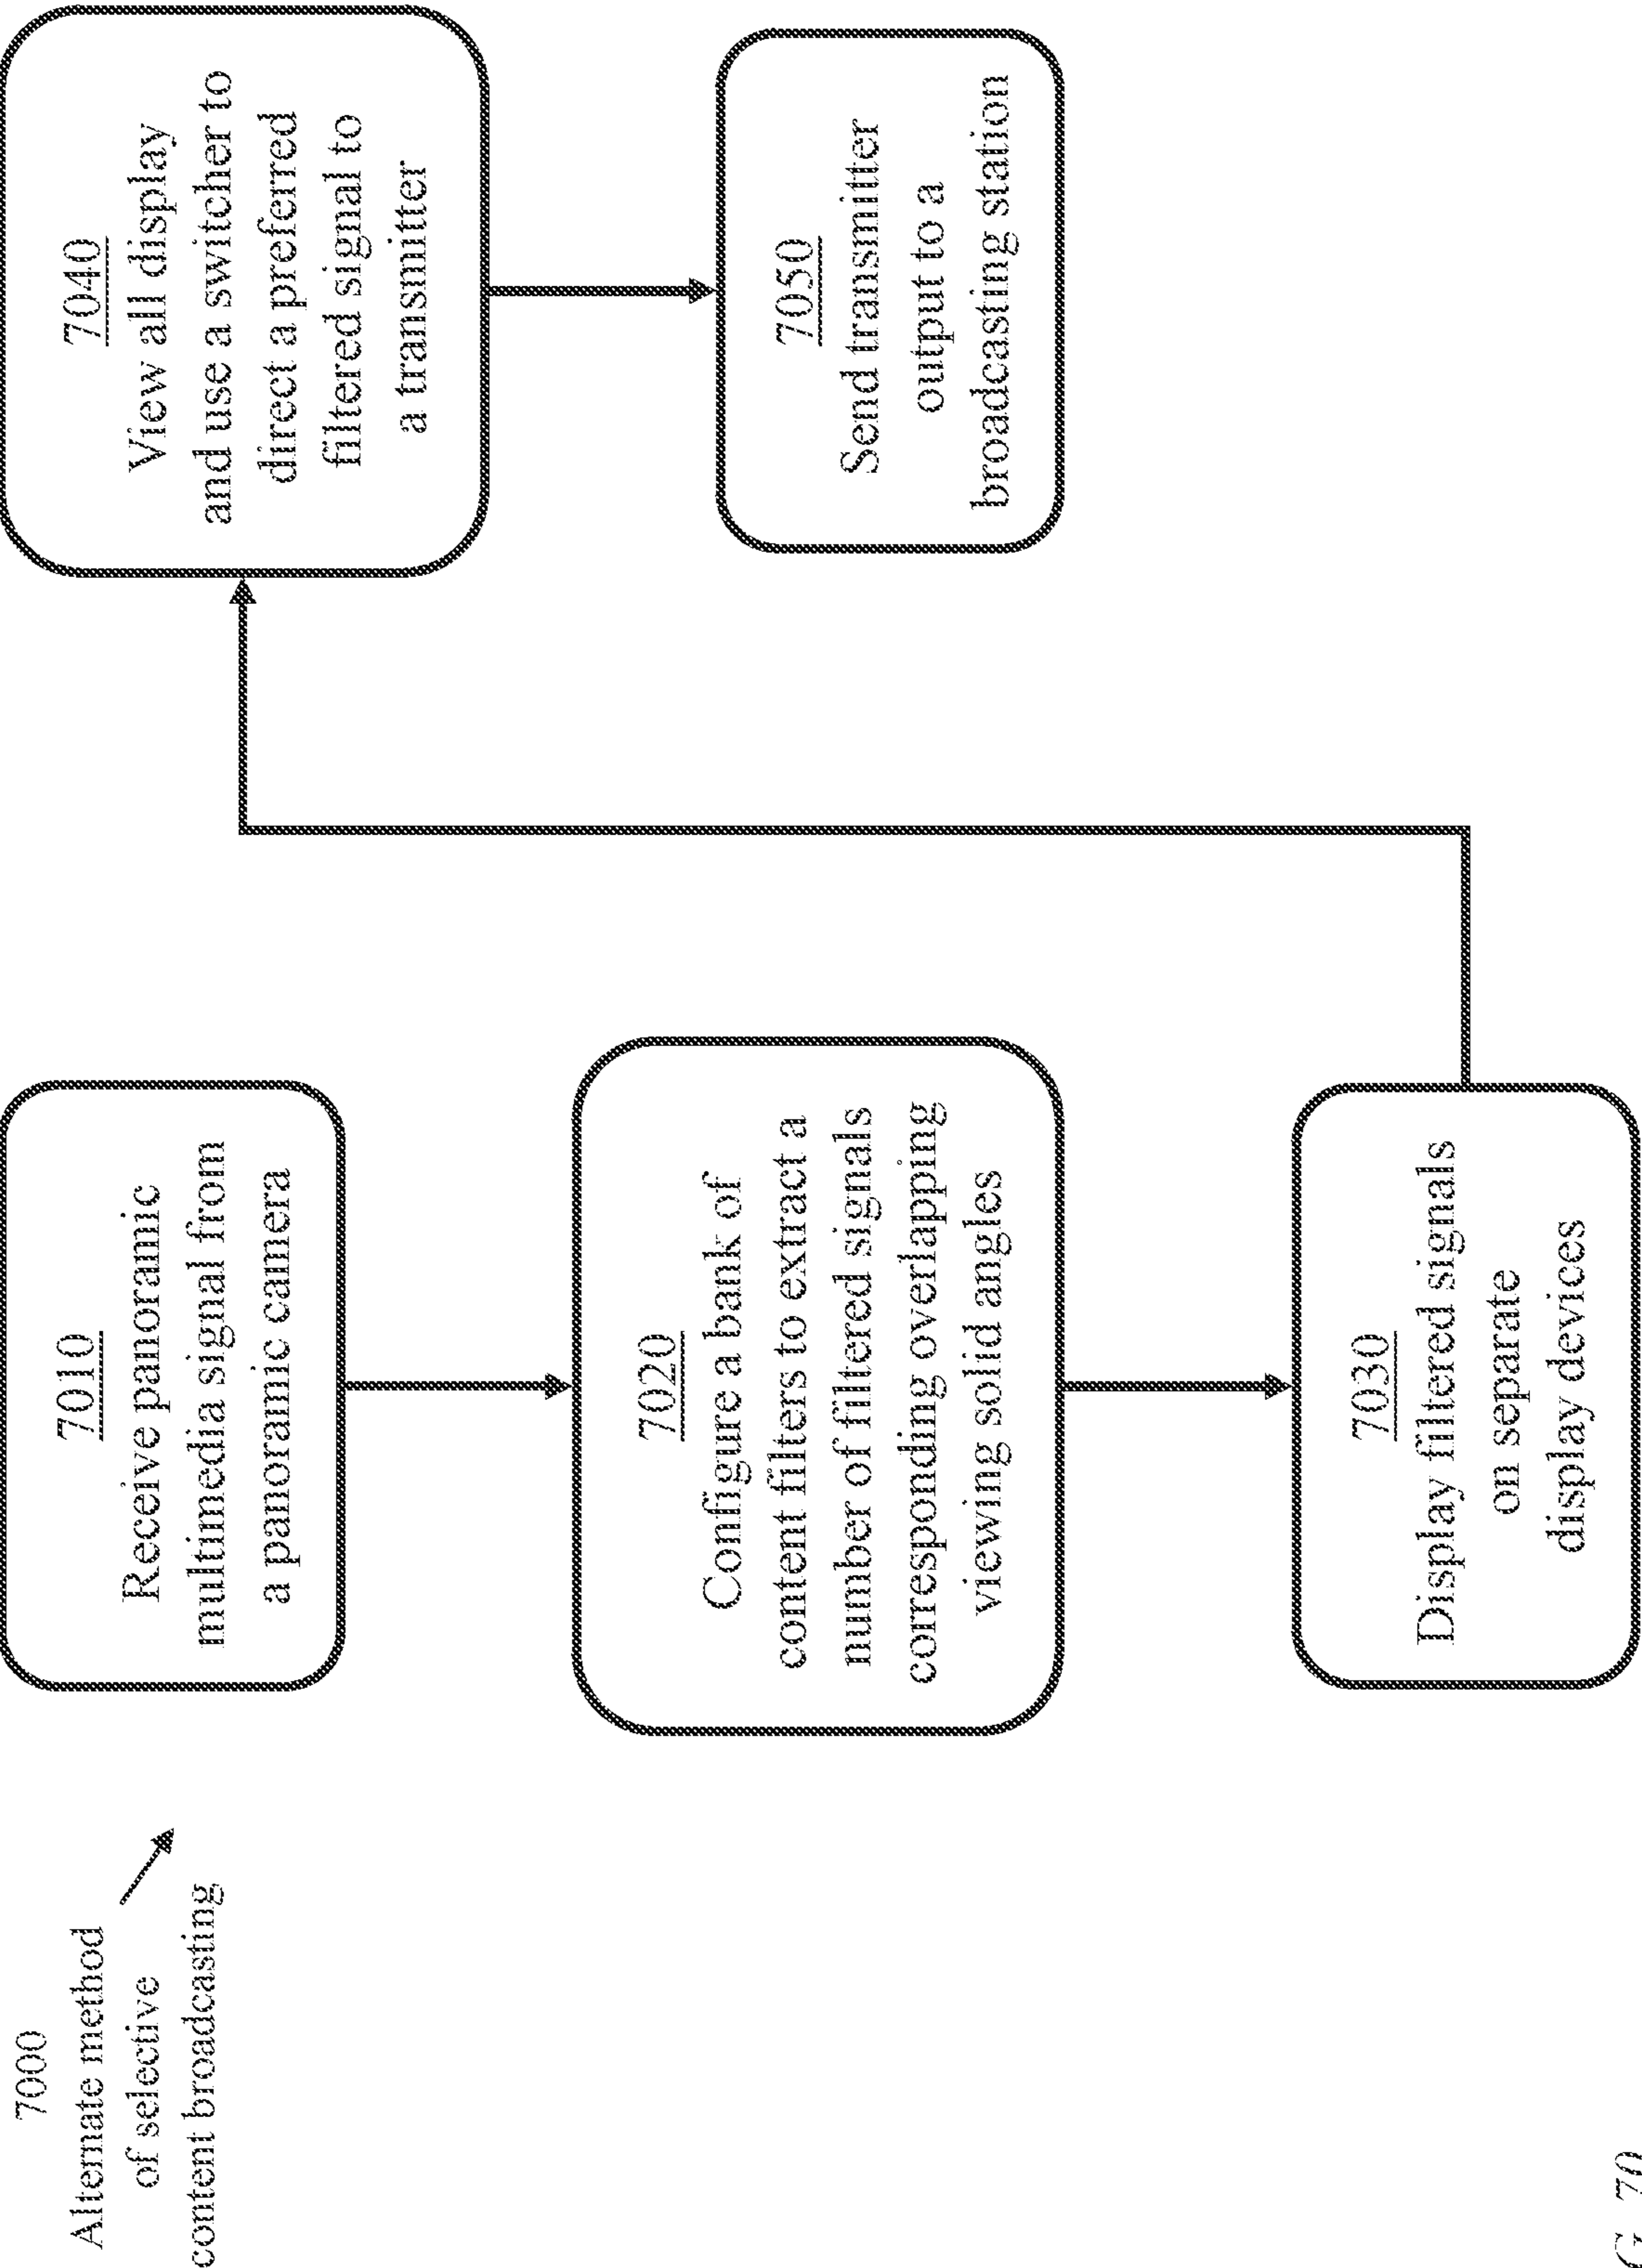 7000
Alternate method
of selective
content broadcasting
7010
Receive panoramic
multimedia signal from
a panoramic camera
7020
Configure a bank of
content filters to extract a
number of filtered signals
corresponding overlapping
viewing solid angles
7030
Display filtered signals
on separate
display devices
7040
View all display
and use a switcher to
direct a preferred
filtered signal to
a transmitter
7050
Send transmitter
output to a
broadcasting station
G. 70